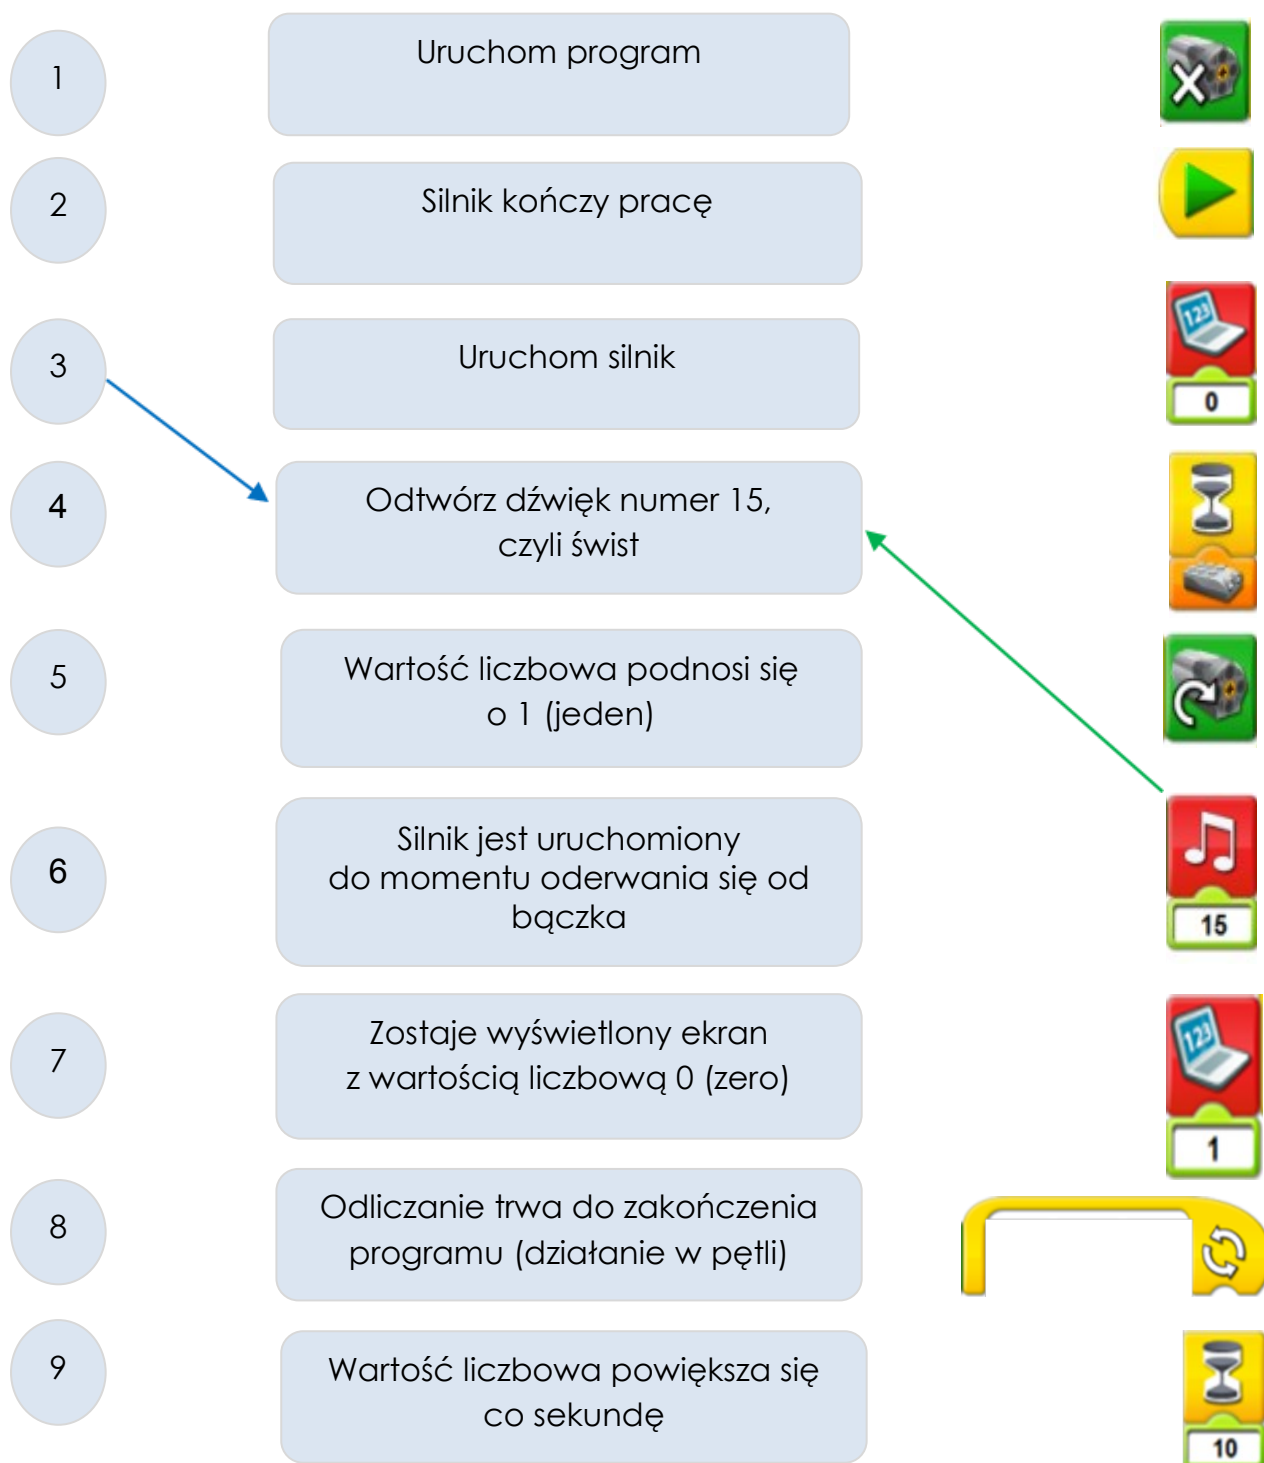 1
Uruchom program
2
Silnik kończy pracę
3
Uruchom silnik
123
0
4
Odtwórz dźwięk numer 15,
czyli świst
5
Wartość liczbowa podnosi się
o 1 (jeden)
6
Silnik jest uruchomiony
do momentu oderwania się od
bączka
15
7
Zostaje wyświetlony ekran
z wartością liczbową 0 (zero)
123
1
8
Odliczanie trwa do zakończenia
programu (działanie w pętli)
9
Wartość liczbowa powiększa się
co sekundę
10